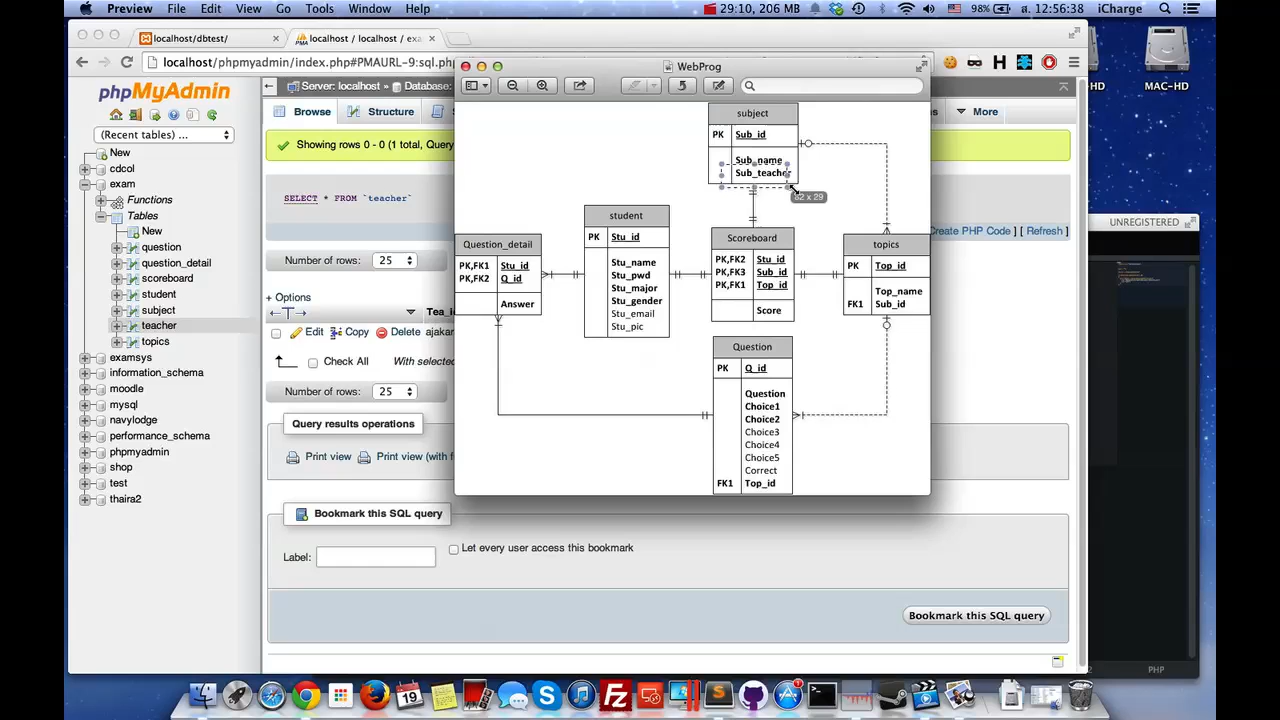 Preview File Edit View Go Tools Window Help
29:10, 206 MB 98% ส. 12:56:38 iCharge
localhost/dbtest/
localhost / localhost / exa
localhost/phpmyadmin/index.php#PMAURL-9:sql.ph
phpMyAdmin
(Recent tables) ...
New
cdcol
exam
Functions
Tables
New
question
question_detail
scoreboard
student
subject
teacher
topics
examsys
information_schema
moodle
mysql
navylodge
performance_schema
phpmyadmin
shop
test
thaira2
Server: localhost » Database:
Browse Structure More
Showing rows 0 - 0 (1 total, Query
SELECT * FROM `teacher`
Create PHP Code ] [ Refresh ]
Number of rows: 25
+ Options
Tea_i
Edit Copy Delete ajakar
Check All With selected
Number of rows: 25
Query results operations
Print view Print view (with f
Bookmark this SQL query
Label: Let every user access this bookmark
Bookmark this SQL query
WebProg
subject
PK Sub_id
Sub_name
Sub_teacher
82 x 29
student
PK Stu_id
Stu_name
Stu_pwd
Stu_major
Stu_gender
Stu_email
Stu_pic
Question_detail
PK,FK1 Stu_id
PK,FK2 Q_id
Answer
Scoreboard
PK,FK2 Stu_id
PK,FK3 Sub_id
PK,FK1 Top_id
Score
topics
PK Top_id
Top_name
FK1 Sub_id
Question
PK Q_id
Question
Choice1
Choice2
Choice3
Choice4
Choice5
Correct
FK1 Top_id
MAC-HD
UNREGISTERED
PHP